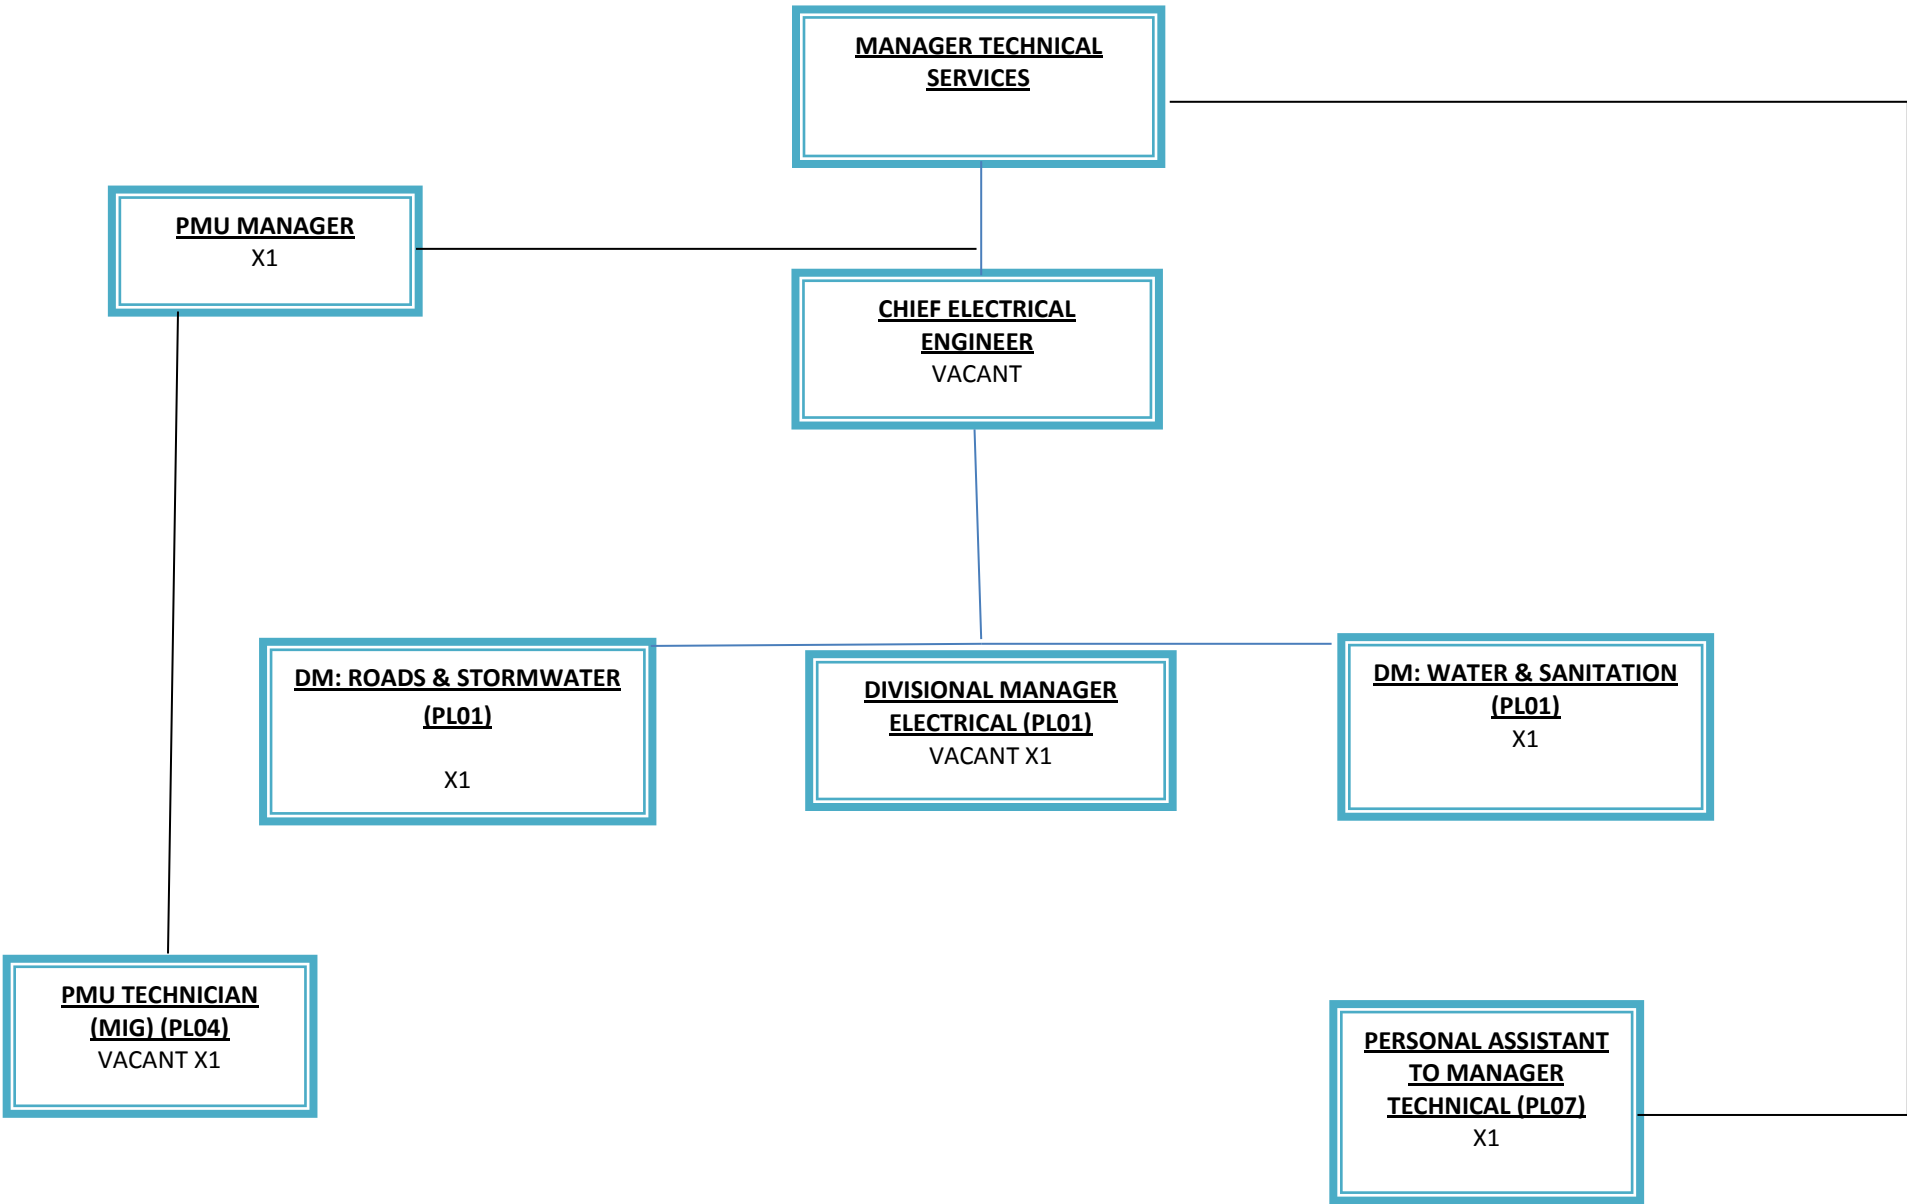 MANAGER TECHNICAL
SERVICES
PMU MANAGER
X1
CHIEF ELECTRICAL
ENGINEER
VACANT
DM: ROADS & STORMWATER
(PL01)
X1
DIVISIONAL MANAGER
ELECTRICAL (PL01)
VACANT X1
DM: WATER & SANITATION
(PL01)
X1
PMU TECHNICIAN
(MIG) (PL04)
VACANT X1
PERSONAL ASSISTANT
TO MANAGER
TECHNICAL (PL07)
X1